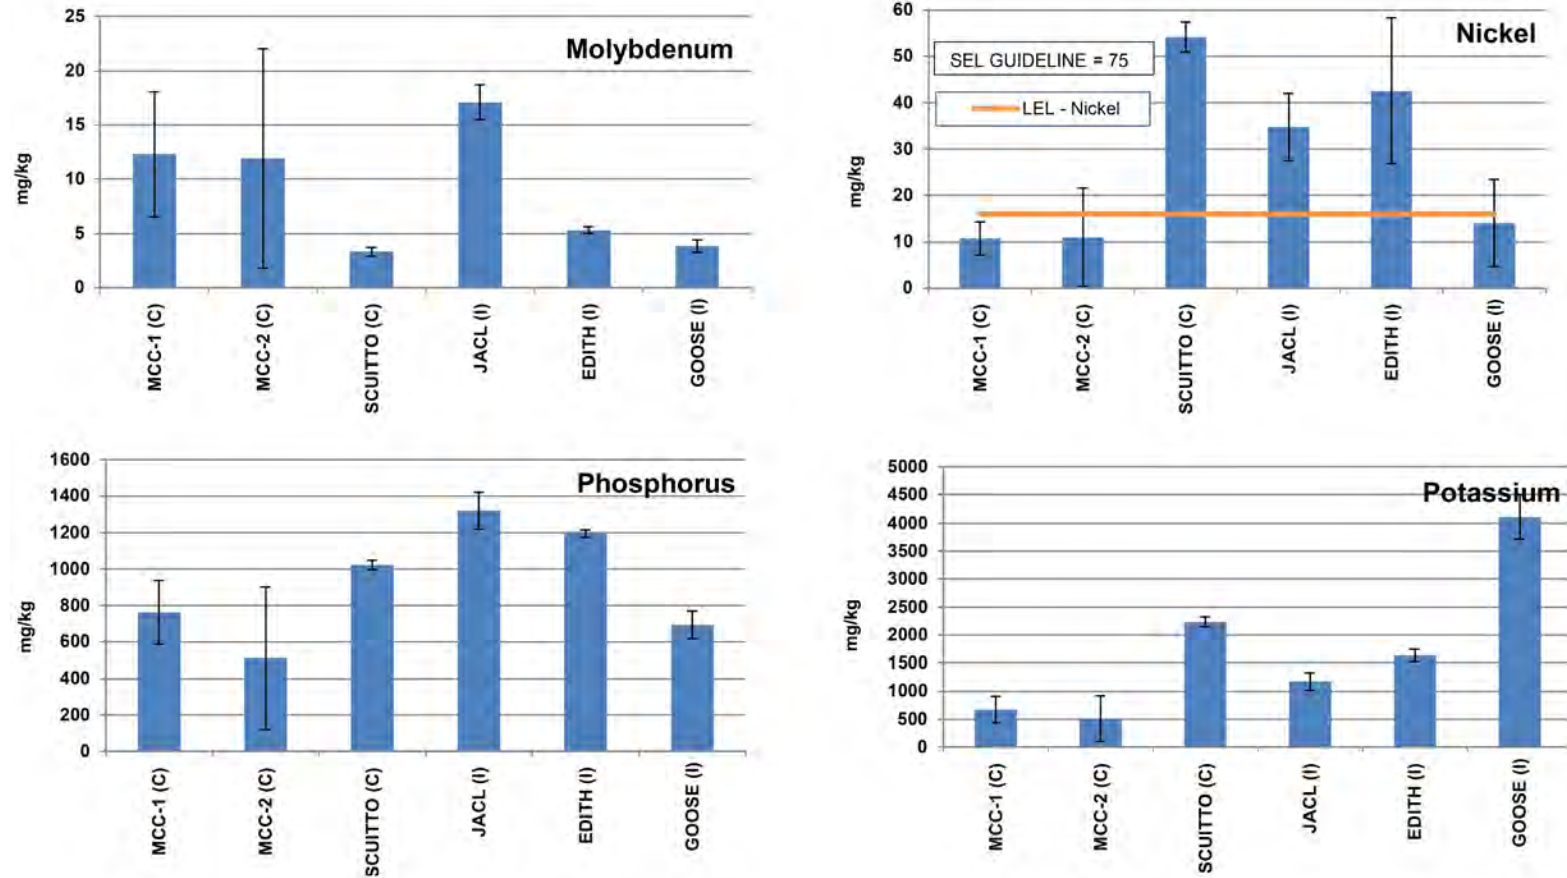 Molybdenum
mg/kg
25
20
15
10
5
0
MCC-1 (C)
MCC-2 (C)
SCUITTO (C)
JACL (I)
EDITH (I)
GOOSE (I)
Nickel
SEL GUIDELINE = 75
LEL - Nickel
mg/kg
60
50
40
30
20
10
0
MCC-1 (C)
MCC-2 (C)
SCUITTO (C)
JACL (I)
EDITH (I)
GOOSE (I)
Phosphorus
mg/kg
1600
1400
1200
1000
800
600
400
200
0
MCC-1 (C)
MCC-2 (C)
SCUITTO (C)
JACL (I)
EDITH (I)
GOOSE (I)
Potassium
mg/kg
5000
4500
4000
3500
3000
2500
2000
1500
1000
500
0
MCC-1 (C)
MCC-2 (C)
SCUITTO (C)
JACL (I)
EDITH (I)
GOOSE (I)